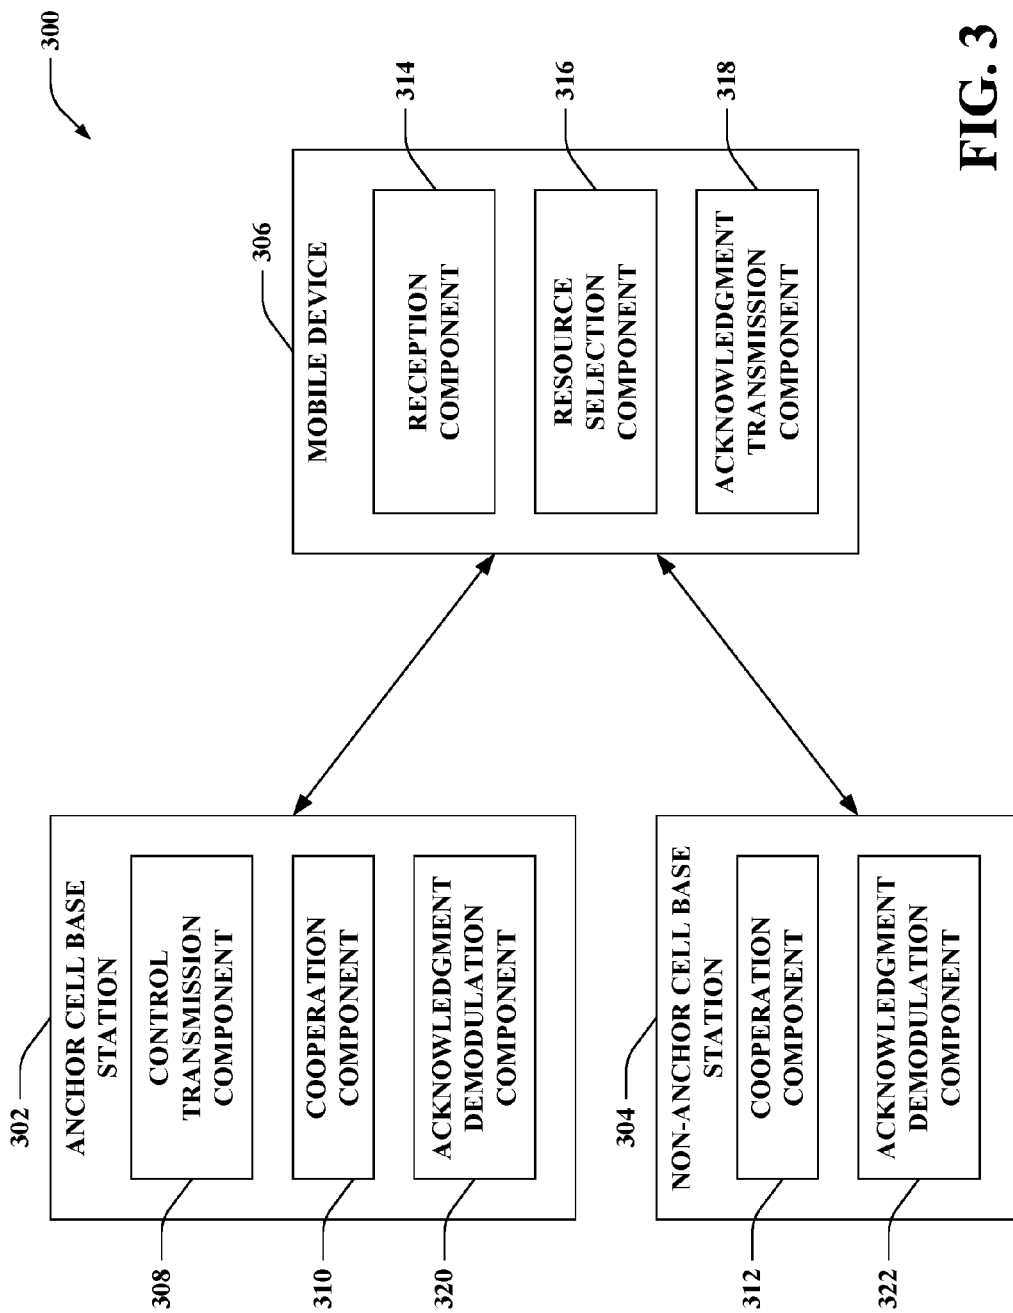 300
302
ANCHOR CELL BASE
STATION
308
CONTROL
TRANSMISSION
COMPONENT
310
COOPERATION
COMPONENT
320
ACKNOWLEDGMENT
DEMODULATION
COMPONENT
304
NON-ANCHOR CELL BASE
STATION
312
COOPERATION
COMPONENT
322
ACKNOWLEDGMENT
DEMODULATION
COMPONENT
306
MOBILE DEVICE
RECEPTION
COMPONENT
314
RESOURCE
SELECTION
COMPONENT
316
ACKNOWLEDGMENT
TRANSMISSION
COMPONENT
318
FIG. 3